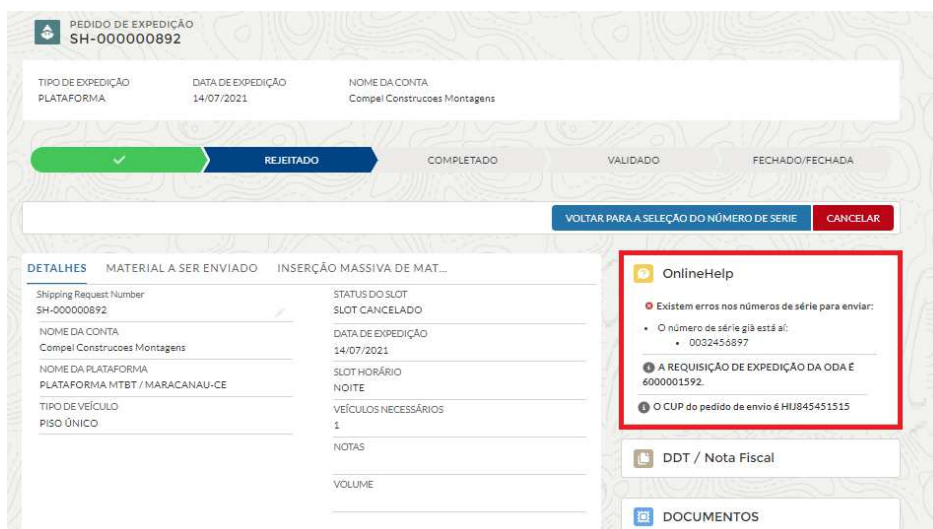 PEDIDO DE EXPEDIÇÃO
SH-000000892
TIPO DE EXPEDIÇÃO
PLATAFORMA
DATA DE EXPEDIÇÃO
14/07/2021
NOME DA CONTA
Compel Construcoes Montagens
REJEITADO
COMPLETADO
VALIDADO
FECHADO/FECHADA
VOLTAR PARA A SELEÇÃO DO NÚMERO DE SERIE
CANCELAR
DETALHES
MATERIAL A SER ENVIADO
INSERÇÃO MASSIVA DE MAT...
Shipping Request Number
SH-000000892
NOME DA CONTA
Compel Construcoes Montagens
NOME DA PLATAFORMA
PLATAFORMA MTBT / MARACANAU-CE
TIPO DE VEÍCULO
PISO ÚNICO
STATUS DO SLOT
SLOT CANCELADO
DATA DE EXPEDIÇÃO
14/07/2021
SLOT HORÁRIO
NOITE
VEÍCULOS NECESSÁRIOS
1
NOTAS
VOLUME
OnlineHelp
Existem erros nos números de série para enviar:
O número de série già está aí:
0032456897
A REQUISIÇÃO DE EXPEDIÇÃO DA ODA É
6000001592.
O CUP do pedido de envio é HIJ845451515
DDT / Nota Fiscal
DOCUMENTOS